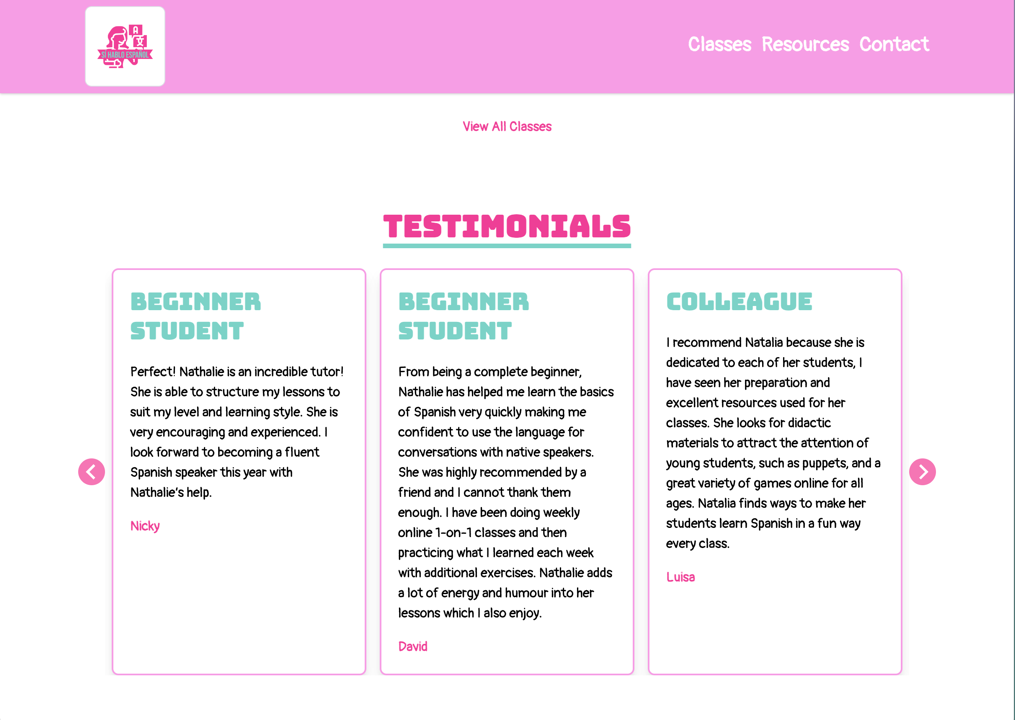 Classes Resources Contact
View All Classes
TESTIMONIALS
BEGINNER
STUDENT
Perfect! Nathalie is an incredible tutor!
She is able to structure my lessons to
suit my level and learning style. She is
very encouraging and experienced. I
look forward to becoming a fluent
Spanish speaker this year with
Nathalie's help.
Nicky
BEGINNER
STUDENT
From being a complete beginner,
Nathalie has helped me learn the basics
of Spanish very quickly making me
confident to use the language for
conversations with native speakers.
She was highly recommended by a
friend and I cannot thank them
enough. I have been doing weekly
online 1-on-1 classes and then
practicing what I learned each week
with additional exercises. Nathalie adds
a lot of energy and humour into her
lessons which I also enjoy.
David
COLLEAGUE
I recommend Natalia because she is
dedicated to each of her students, I
have seen her preparation and
excellent resources used for her
classes. She looks for didactic
materials to attract the attention of
young students, such as puppets, and a
great variety of games online for all
ages. Natalia finds ways to make her
students learn Spanish in a fun way
every class.
Luisa